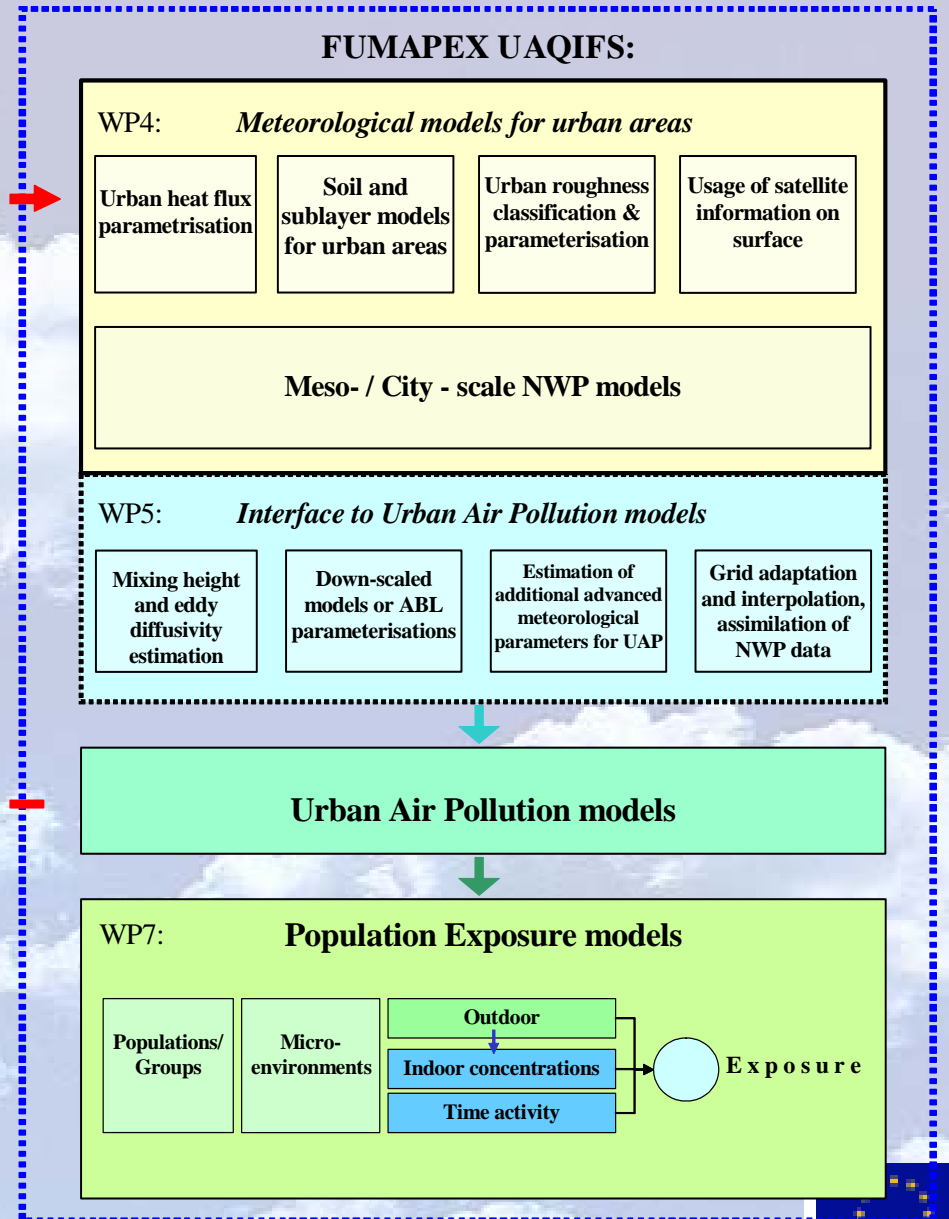 FUMAPEX UAQIFS:
WP4: Meteorological models for urban areas
Urban heat flux
parametrisation
Soil and
sublayer models
for urban areas
Urban roughness
classification &
parameterisation
Usage of satellite
information on
surface
Meso- / City - scale NWP models
WP5: Interface to Urban Air Pollution models
Mixing height
and eddy
diffusivity
estimation
Down-scaled
models or ABL
parameterisations
Estimation of
additional advanced
meteorological
parameters for UAP
Grid adaptation
and interpolation,
assimilation of
NWP data
Urban Air Pollution models
WP7: Population Exposure models
Populations/
Groups
Micro-
environments
Outdoor
Indoor concentrations
Time activity
Exposure